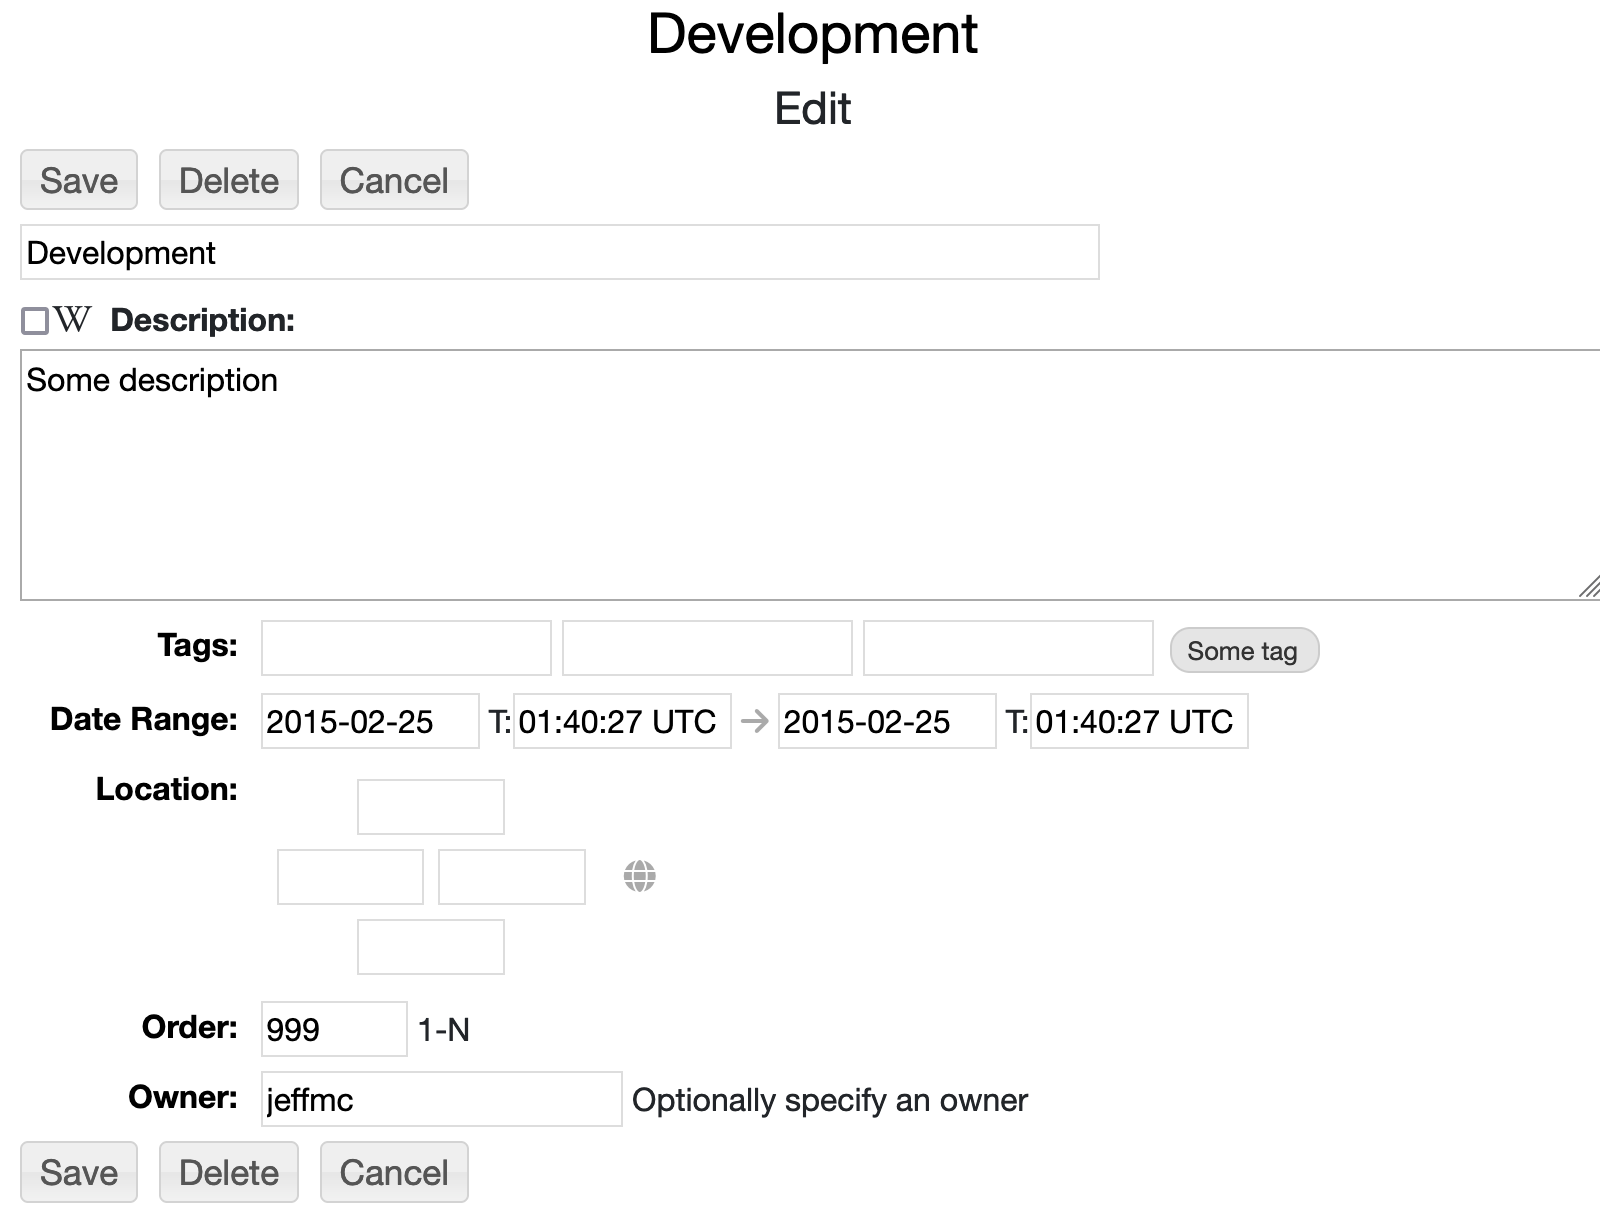 Development
Edit
Save Delete Cancel
Development
W Description:
Some description
Tags: Some tag
Date Range: 2015-02-25 T: 01:40:27 UTC → 2015-02-25 T: 01:40:27 UTC
Location:
Order: 999 1-N
Owner: jeffmc Optionally specify an owner
Save Delete Cancel